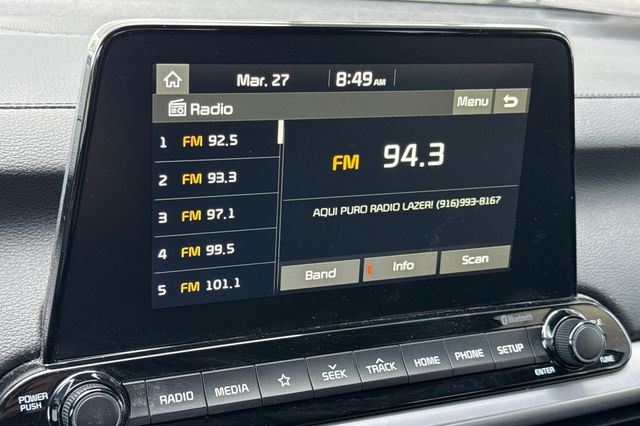 Mar. 27 8:49 AM
Radio Menu
1 FM 92.5
2 FM 93.3
3 FM 97.1
4 FM 99.5
5 FM 101.1
FM 94.3
AQUI PURO RADIO LAZER! (916)993-8167
Band Info Scan
Bluetooth
POWER PUSH
RADIO MEDIA SEEK TRACK HOME PHONE SETUP
ENTER
TUNE